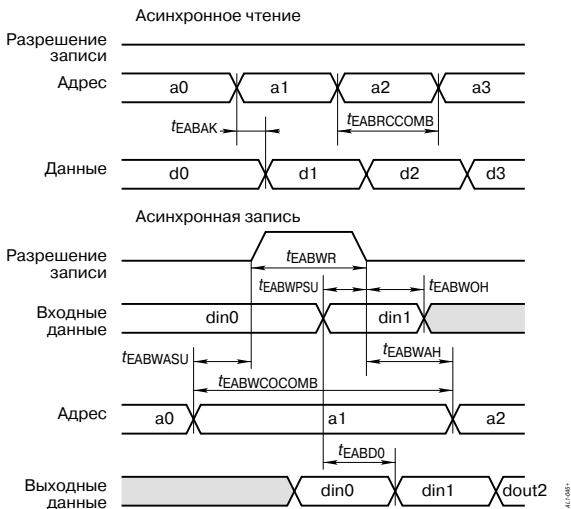 Асинхронное чтение
Разрешение
записи
Адрес a0 a1 a2 a3
tEABAK tEABRCCOMB
Данные d0 d1 d2 d3
Асинхронная запись
Разрешение
записи
tEABWR
tEABWPSU tEABWOH
Входные
данные
din0 din1
tEABWASU tEABWAH
tEABWCOCOMB
Адрес a0 a1 a2
tEABD0
Выходные
данные
din0 din1 dout2